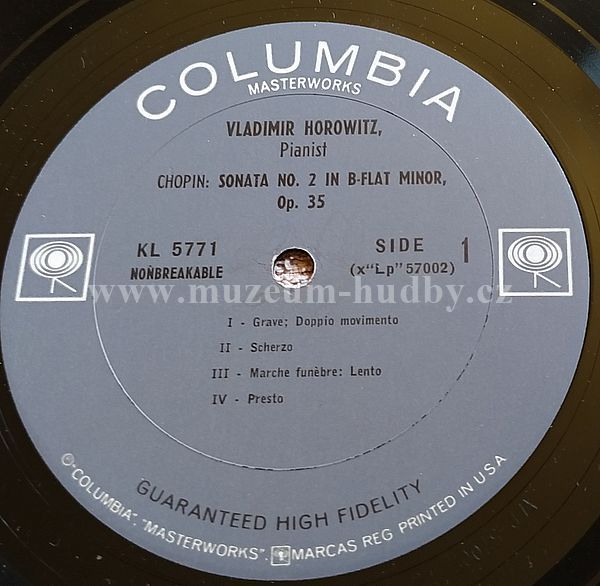 COLUMBIA
MASTERWORKS
VLADIMIR HOROWITZ,
Pianist
CHOPIN: SONATA NO. 2 IN B-FLAT MINOR,
Op. 35
KL 5771
NONBREAKABLE
SIDE 1
(x"Lp"57002)
www.muzeum-hudby.cz
I - Grave; Doppio movimento
II - Scherzo
III - Marche funèbre: Lento
IV - Presto
GUARANTEED HIGH FIDELITY
"COLUMBIA", "MASTERWORKS", MARCAS REG. PRINTED IN U.S.A.